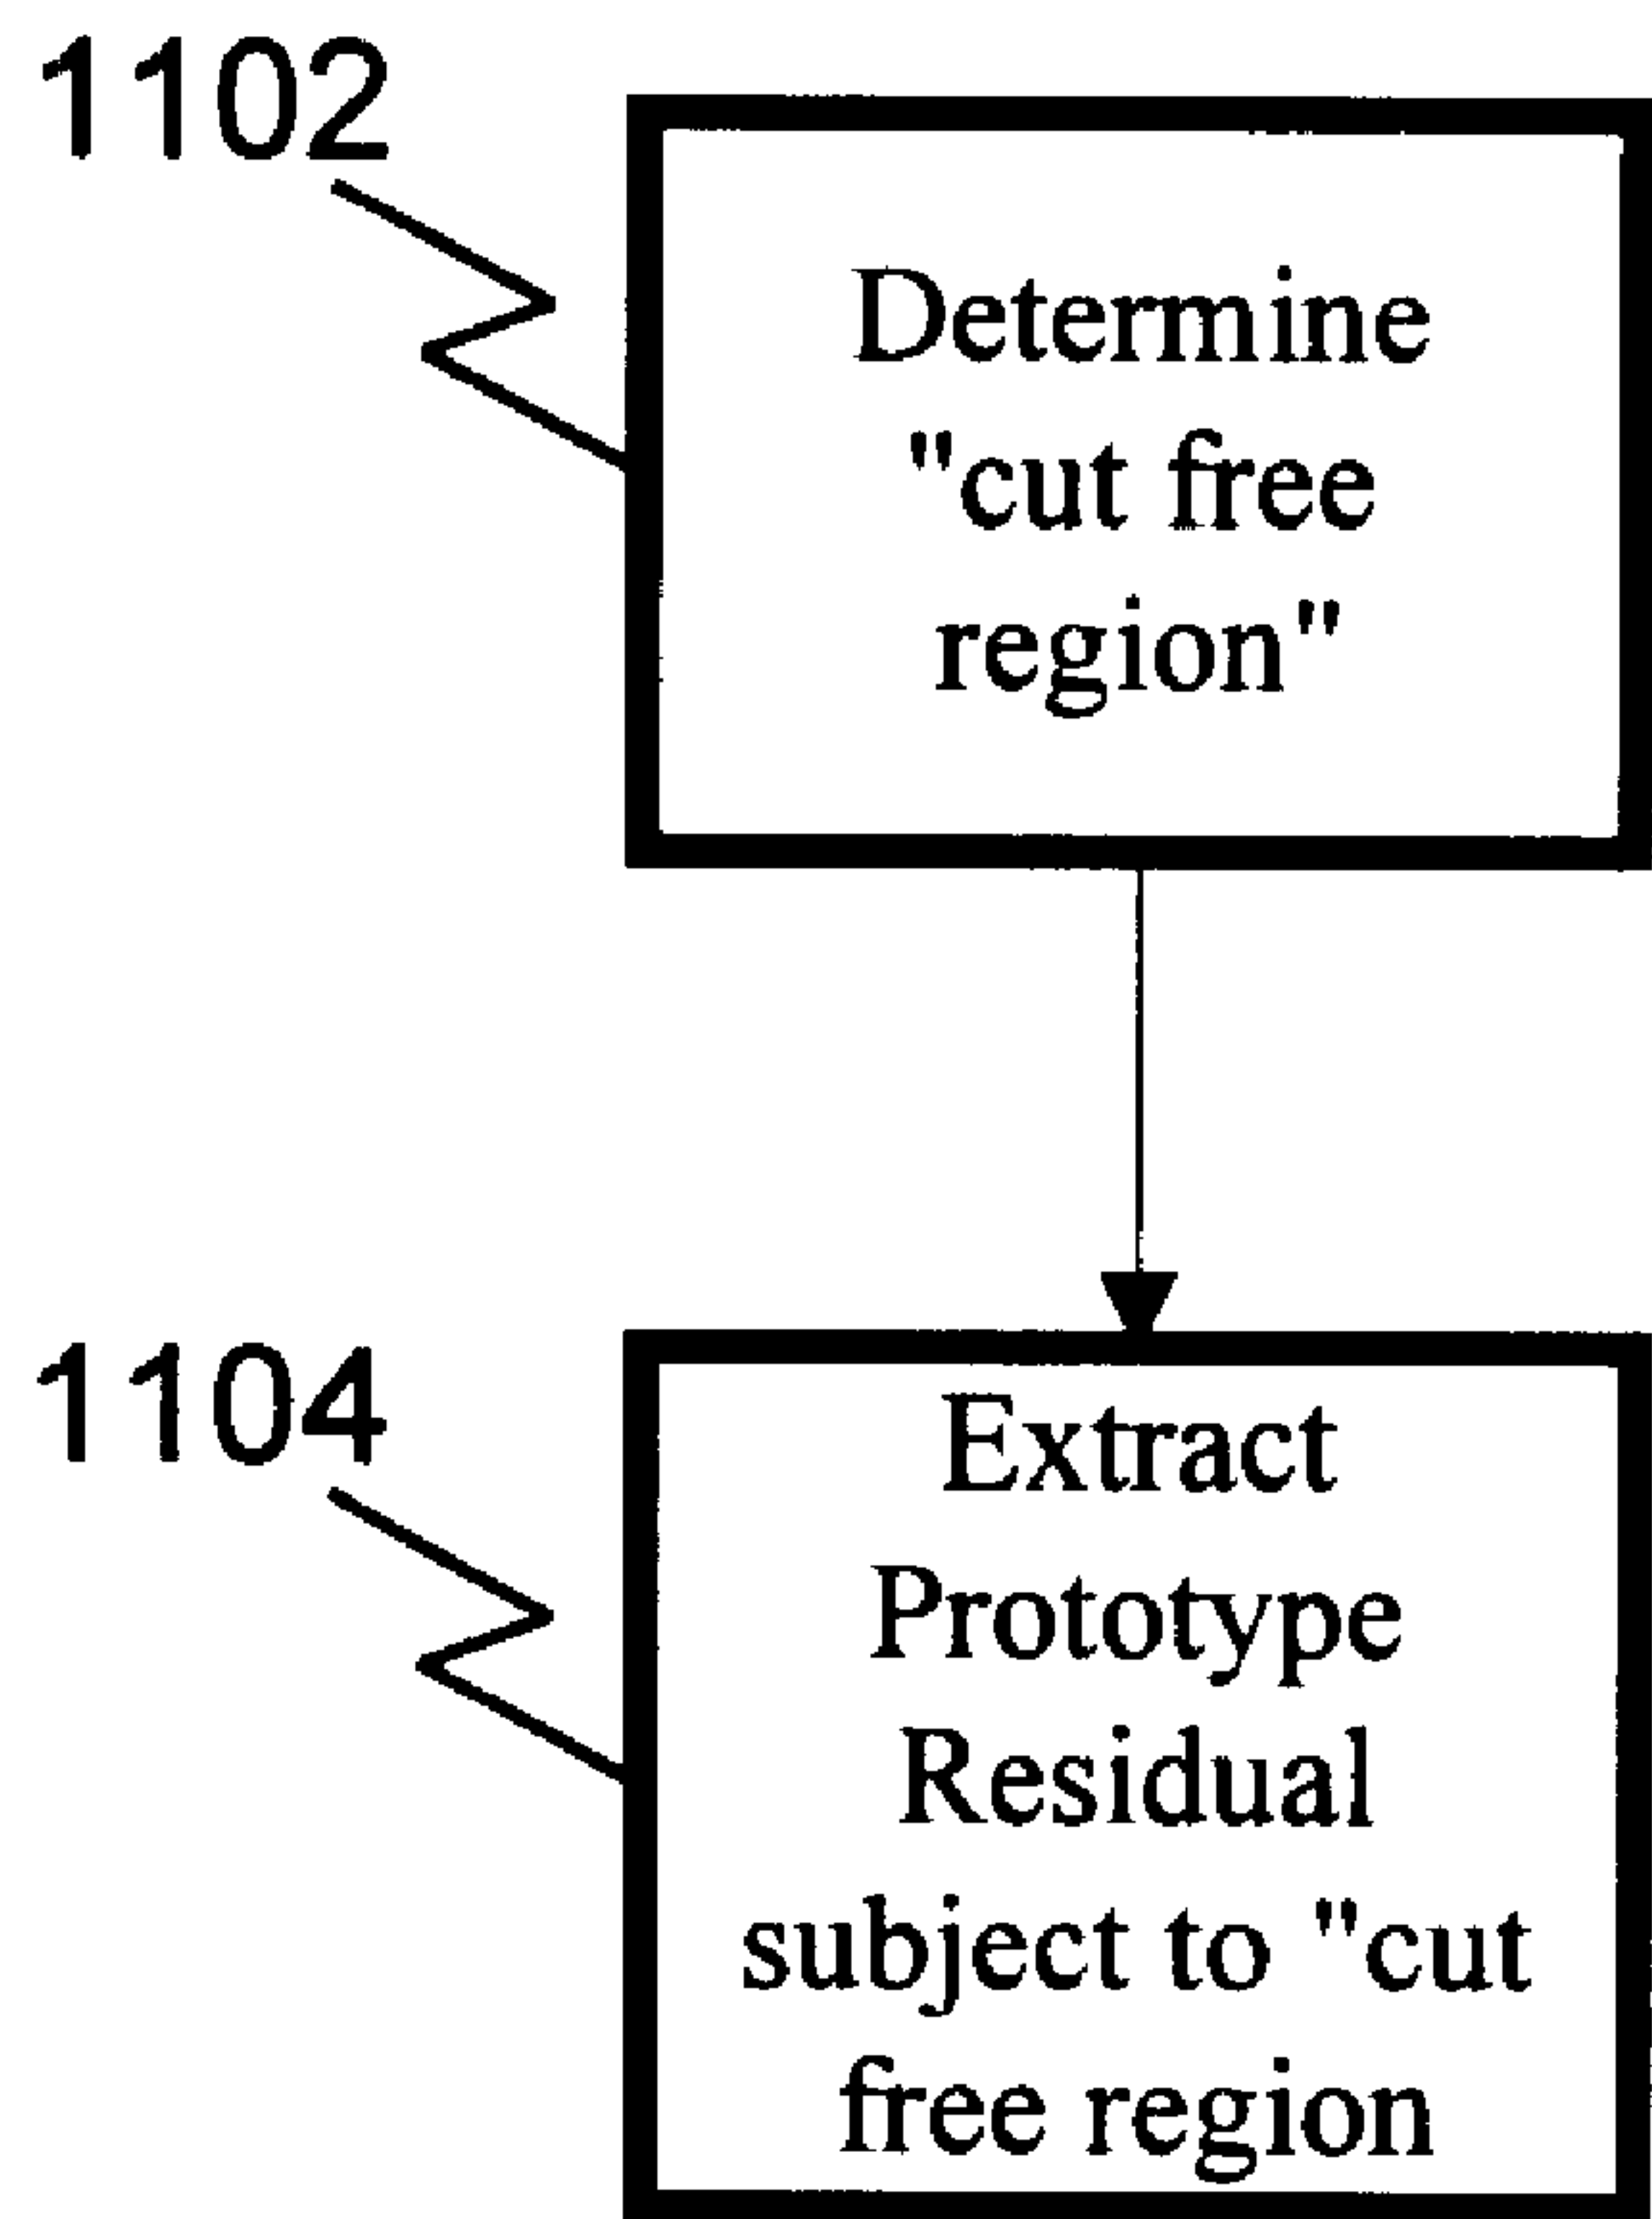 1102
Determine
"cut free
region"
1104
Extract
Prototype
Residual
subject to "cut
free region